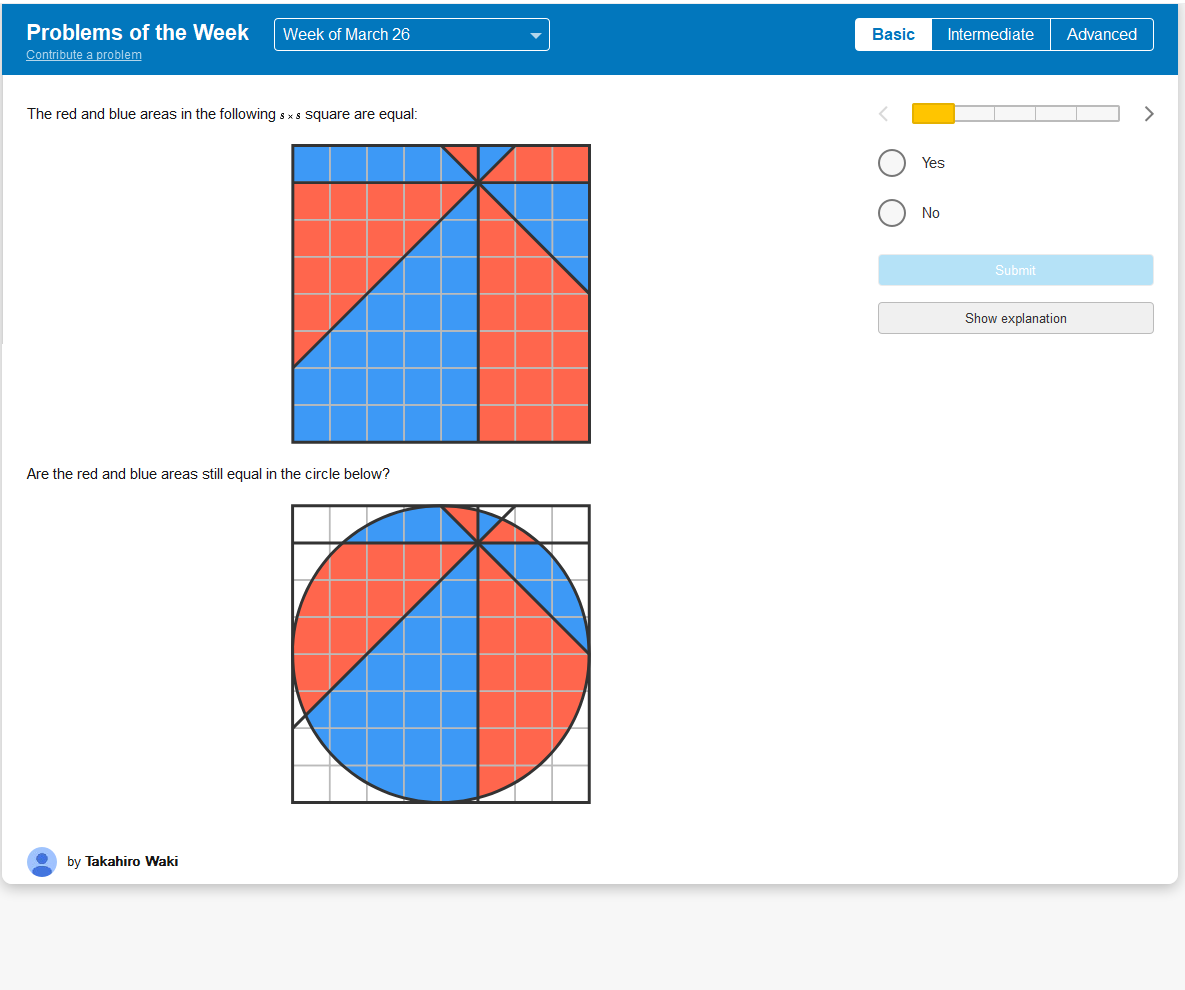 Problems of the Week
Week of March 26
Basic
Intermediate
Advanced
Contribute a problem
The red and blue areas in the following 8 × 8 square are equal:
Yes
No
Submit
Show explanation
Are the red and blue areas still equal in the circle below?
by Takahiro Waki